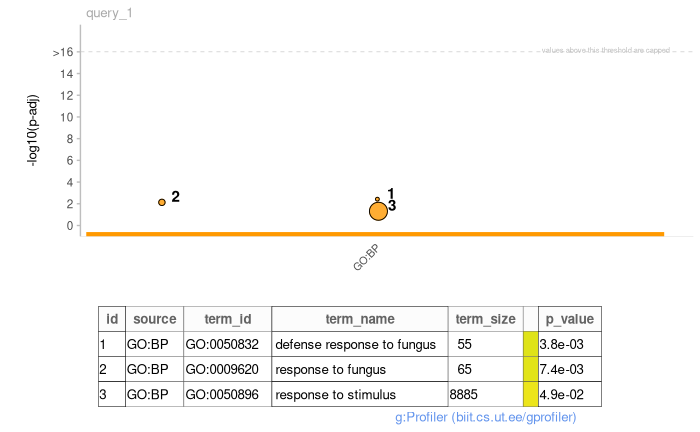 query_1
>16
values above this threshold are capped
14
12
10
8
6
4
2
0
-log10(p-adj)
1
2
3
GO:BP
id source term_id term_name term_size p_value
1 GO:BP GO:0050832 defense response to fungus 55 3.8e-03
2 GO:BP GO:0009620 response to fungus 65 7.4e-03
3 GO:BP GO:0050896 response to stimulus 8885 4.9e-02
g:Profiler (biit.cs.ut.ee/gprofiler)